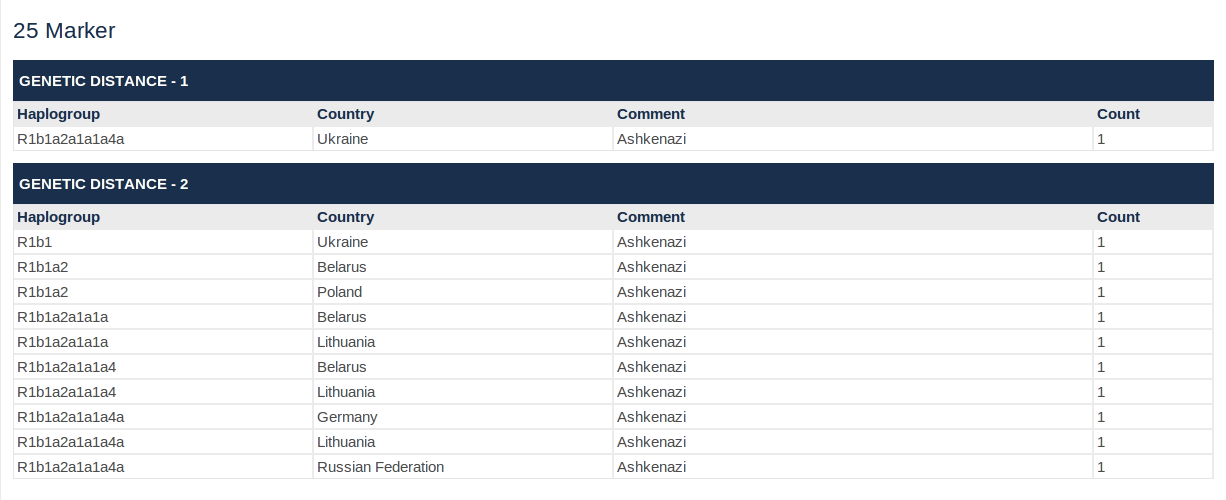 25 Marker
GENETIC DISTANCE - 1
Haplogroup Country Comment Count
R1b1a2a1a1a4a Ukraine Ashkenazi 1
GENETIC DISTANCE - 2
Haplogroup Country Comment Count
R1b1 Ukraine Ashkenazi 1
R1b1a2 Belarus Ashkenazi 1
R1b1a2 Poland Ashkenazi 1
R1b1a2a1a1a Belarus Ashkenazi 1
R1b1a2a1a1a Lithuania Ashkenazi 1
R1b1a2a1a1a4 Belarus Ashkenazi 1
R1b1a2a1a1a4 Lithuania Ashkenazi 1
R1b1a2a1a1a4a Germany Ashkenazi 1
R1b1a2a1a1a4a Lithuania Ashkenazi 1
R1b1a2a1a1a4a Russian Federation Ashkenazi 1